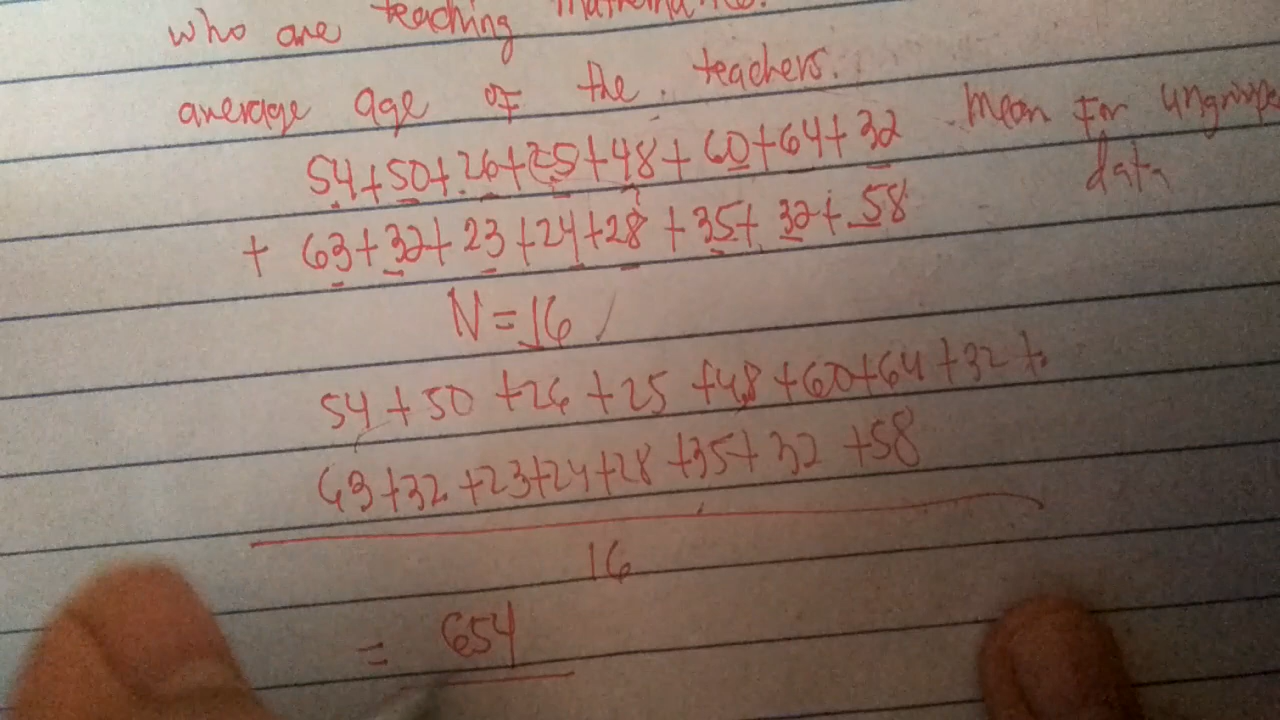 who are teaching mathematics.
average age of the teachers.
54+50+26+25+48+60+64+32
+ 63+32+23+24+28+35+32+58
mean for ungroupe
data
N=16
54+50+26+25+48+60+64+32+
63+32+23+24+28+35+32+58
16
= 654